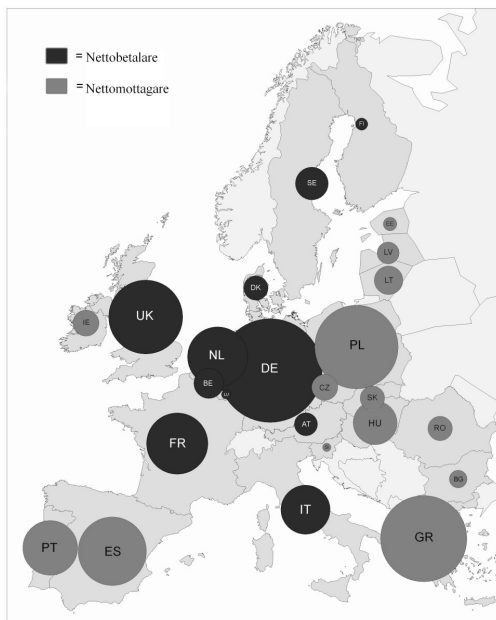 = Nettobetalare
= Nettomottagare
FI
SE
EE
LV
LT
DK
IE
UK
NL
DE
PL
BE
CZ
SK
HU
AT
RO
FR
BG
IT
GR
PT
ES